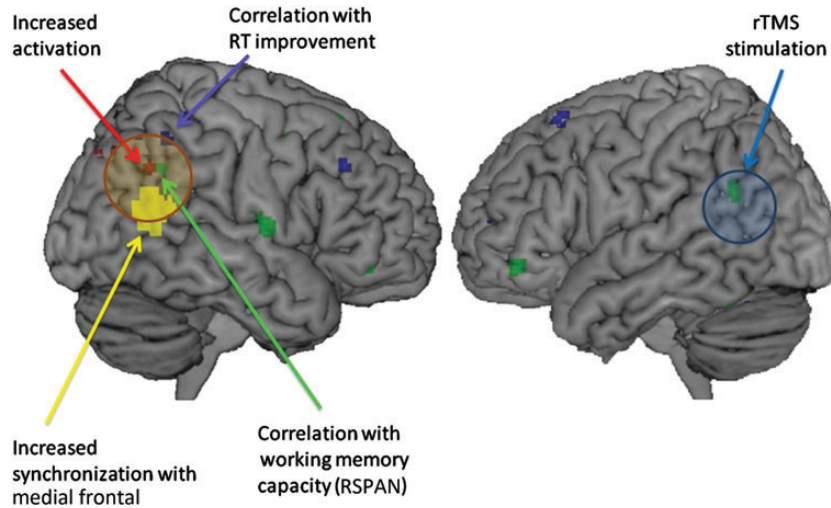 Increased
activation
Correlation with
RT improvement
rTMS
stimulation
Increased
synchronization with
medial frontal
Correlation with
working memory
capacity (RSPAN)